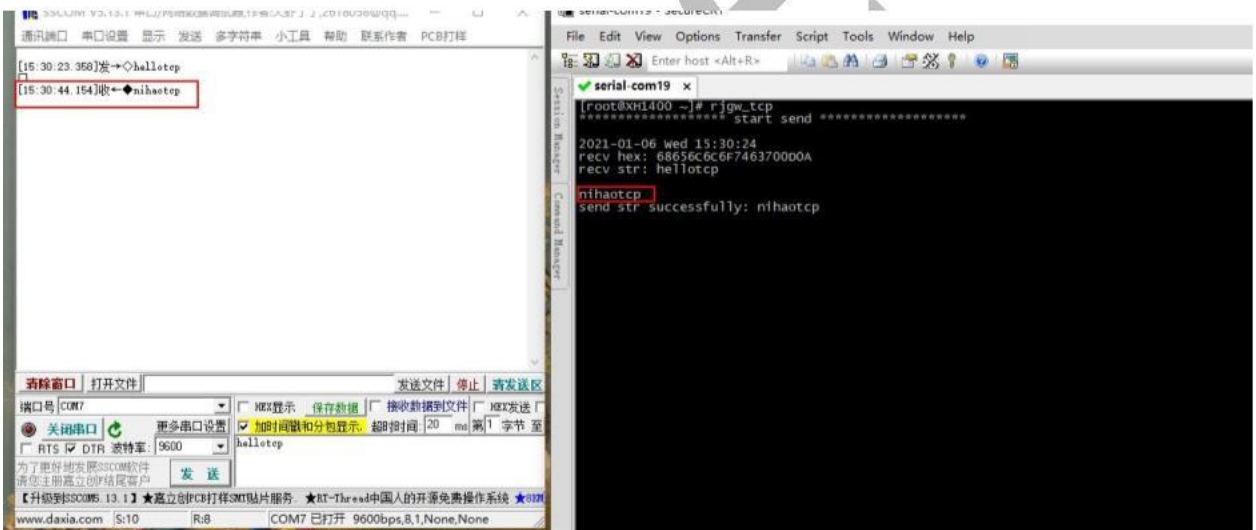 通讯端口 串口设置 显示 发送 多字符串 小工具 帮助 联系作者 PCB打样
[15:30:23.358]发→◇hellotcp
[15:30:44.154]收←◆nihaotcp
清除窗口 打开文件 发送文件 停止 清发送区
端口号 COM7 HEX显示 保存数据 接收数据到文件 HEX发送
关闭串口 更多串口设置 加时间戳和分包显示. 超时时间: 20 ms 第1 字节 至
RTS DTR 波特率: 9600 hellotcp
为了更好地发展SSCOM软件
请您注册嘉立创F结尾客户
发 送
【升级到SSCOM5.13.1】★嘉立创PCB打样SMT贴片服务. ★RT-Thread中国人的开源免费操作系统
www.daxia.com S:10 R:8 COM7 已打开 9600bps,8,1,None,None
serial-com19 - SecureCRT
File Edit View Options Transfer Script Tools Window Help
Enter host <Alt+R>
serial-com19 x
Session Manager
Command Manager
[root@XH1400 ~]# rjgw_tcp
******************* start send *******************
2021-01-06 Wed 15:30:24
recv hex: 68656C6C6F7463700D0A
recv str: hellotcp
nihaotcp
send str successfully: nihaotcp